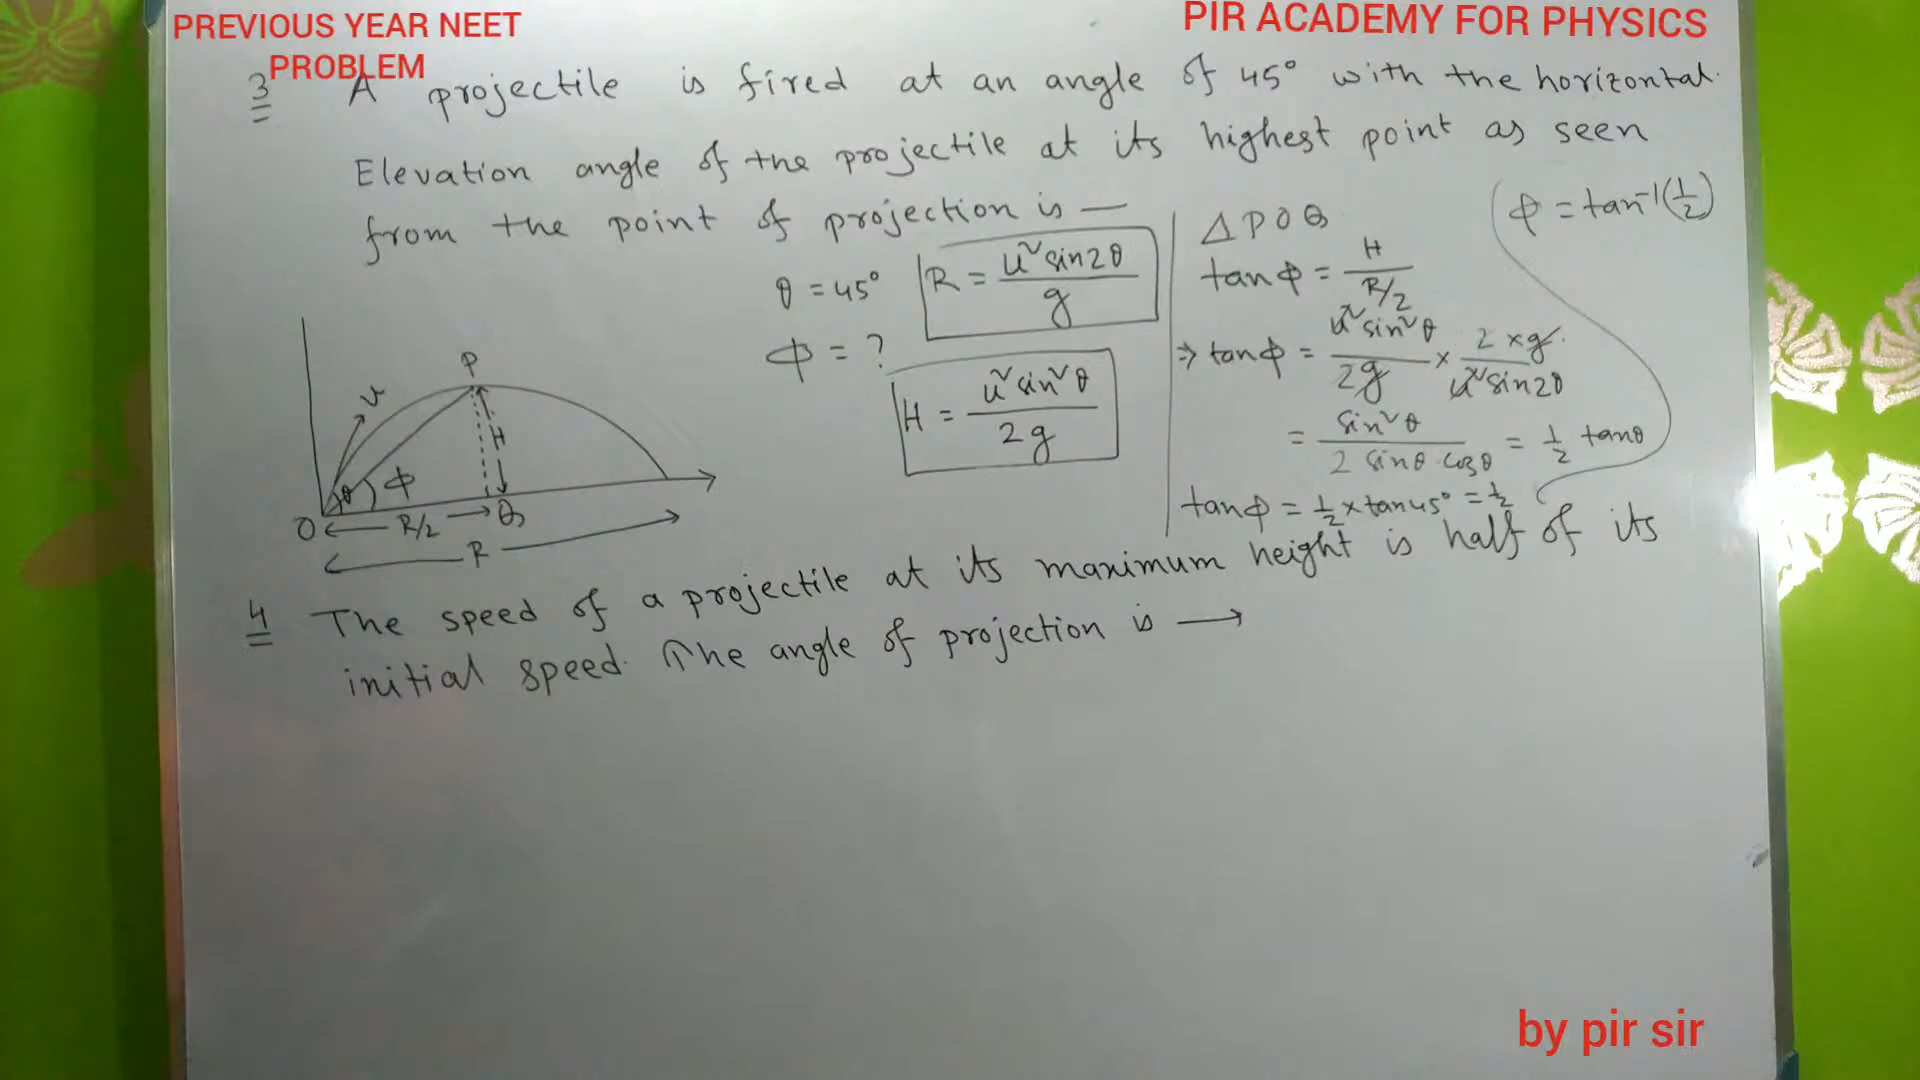 PREVIOUS YEAR NEET
PROBLEM
PIR ACADEMY FOR PHYSICS
3 A projectile is fired at an angle of 45° with the horizontal.
Elevation angle of the projectile at its highest point as seen
from the point of projection is —
θ = 45°
ϕ = ?
R = u² sin2θ / g
H = u² sin²θ / 2g
P
u
H
θ
ϕ
O
R/2
Q
R
△POQ
tanϕ = H / R/2
⇒ tanϕ = u² sin²θ / 2g × 2×g / u² sin2θ
= sin²θ / 2 sinθ·cosθ = 1/2 tanθ
tanϕ = 1/2 × tan45° = 1/2
ϕ = tan⁻¹(1/2)
4 The speed of a projectile at its maximum height is half of its
initial speed. The angle of projection is →
by pir sir